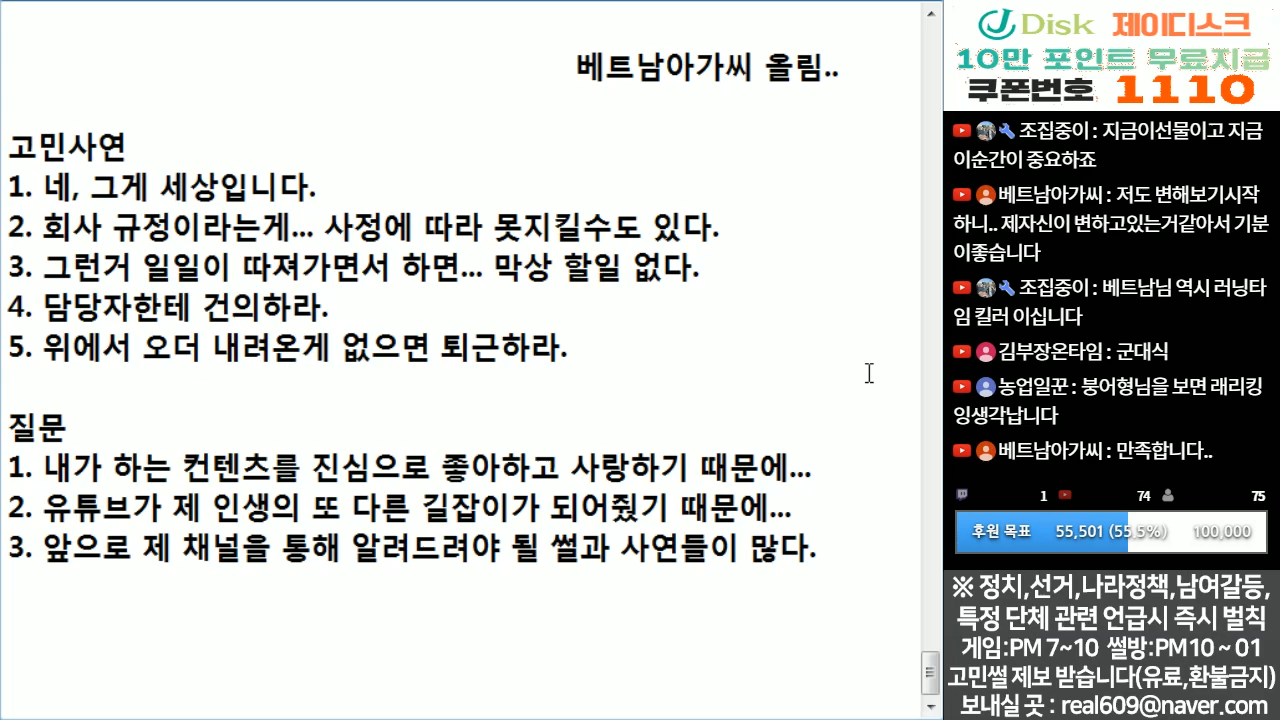 베트남아가씨 올림..
고민사연
1. 네, 그게 세상입니다.
2. 회사 규정이라는게... 사정에 따라 못지킬수도 있다.
3. 그런거 일일이 따져가면서 하면... 막상 할일 없다.
4. 담당자한테 건의하라.
5. 위에서 오더 내려온게 없으면 퇴근하라.
질문
1. 내가 하는 컨텐츠를 진심으로 좋아하고 사랑하기 때문에...
2. 유튜브가 제 인생의 또 다른 길잡이가 되어줬기 때문에...
3. 앞으로 제 채널을 통해 알려드려야 될 썰과 사연들이 많다.
J Disk 제이디스크
10만 포인트 무료지급
쿠폰번호 1110
조집중이 : 지금이선물이고 지금
이순간이 중요하죠
베트남아가씨 : 저도 변해보기시작
하니.. 제자신이 변하고있는거같아서 기분
이좋습니다
조집중이 : 베트남님 역시 러닝타
임 킬러 이십니다
김부장온타임 : 군대식
농업일꾼 : 붕어형님을 보면 래리킹
잉생각납니다
베트남아가씨 : 만족합니다..
1 74 75
후원 목표 55,501 (55.5%) 100,000
※ 정치,선거,나라정책,남여갈등,
특정 단체 관련 언급시 즉시 벌칙
게임:PM 7~10 썰방:PM10 ~ 01
고민썰 제보 받습니다(유료,환불금지)
보내실 곳 : real609@naver.com